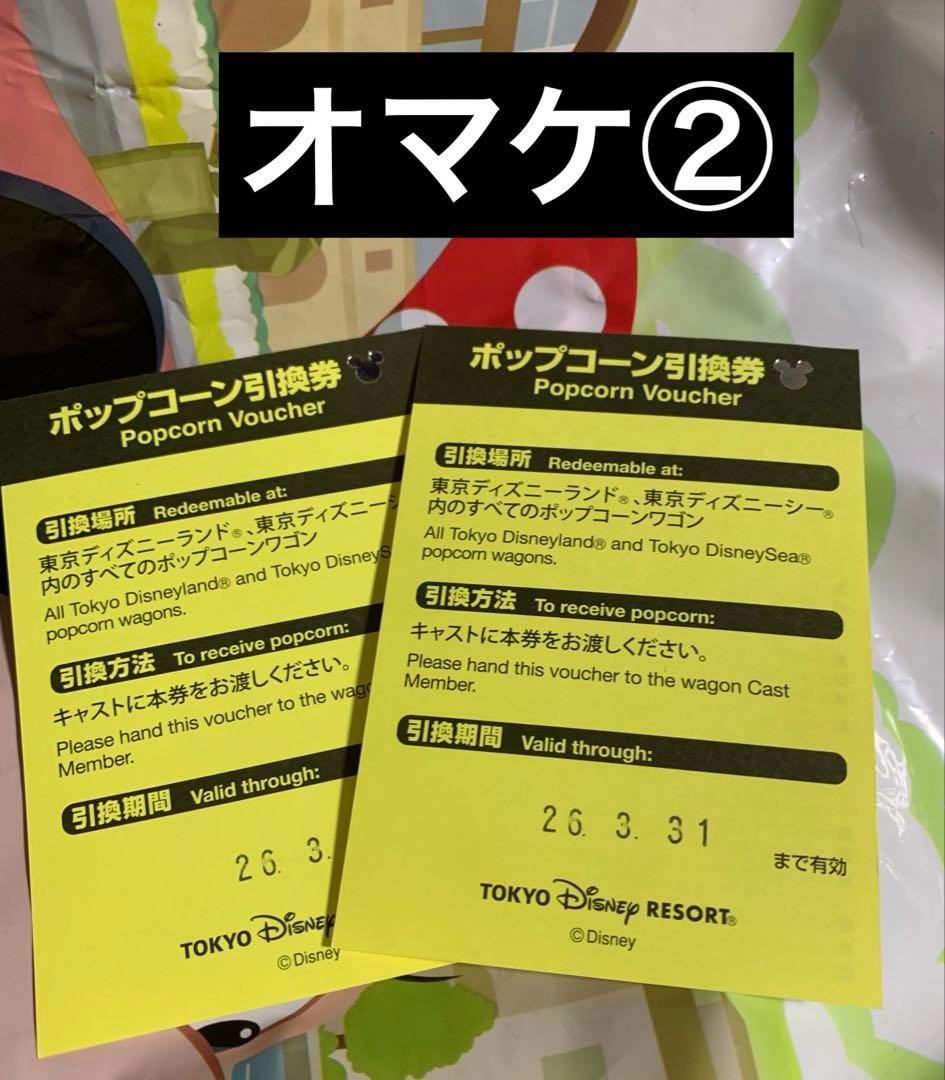 オマケ②
ポップコーン引換券
Popcorn Voucher
引換場所 Redeemable at:
東京ディズニーランド®、東京ディズニー
内のすべてのポップコーンワゴン
All Tokyo Disneyland® and Tokyo DisneyS
popcorn wagons.
引換方法 To receive popcorn:
キャストに本券をお渡しください。
Please hand this voucher to the
Member.
引換期間 Valid through:
26. 3.
TOKYO Disney
©Disney
ポップコーン引換券
Popcorn Voucher
引換場所 Redeemable at:
東京ディズニーランド®、東京ディズニーシー®
内のすべてのポップコーンワゴン
All Tokyo Disneyland® and Tokyo DisneySea®
popcorn wagons.
引換方法 To receive popcorn:
キャストに本券をお渡しください。
Please hand this voucher to the wagon Cast
Member.
引換期間 Valid through:
26. 3. 31
まで有効
TOKYO Disney RESORT®
©Disney